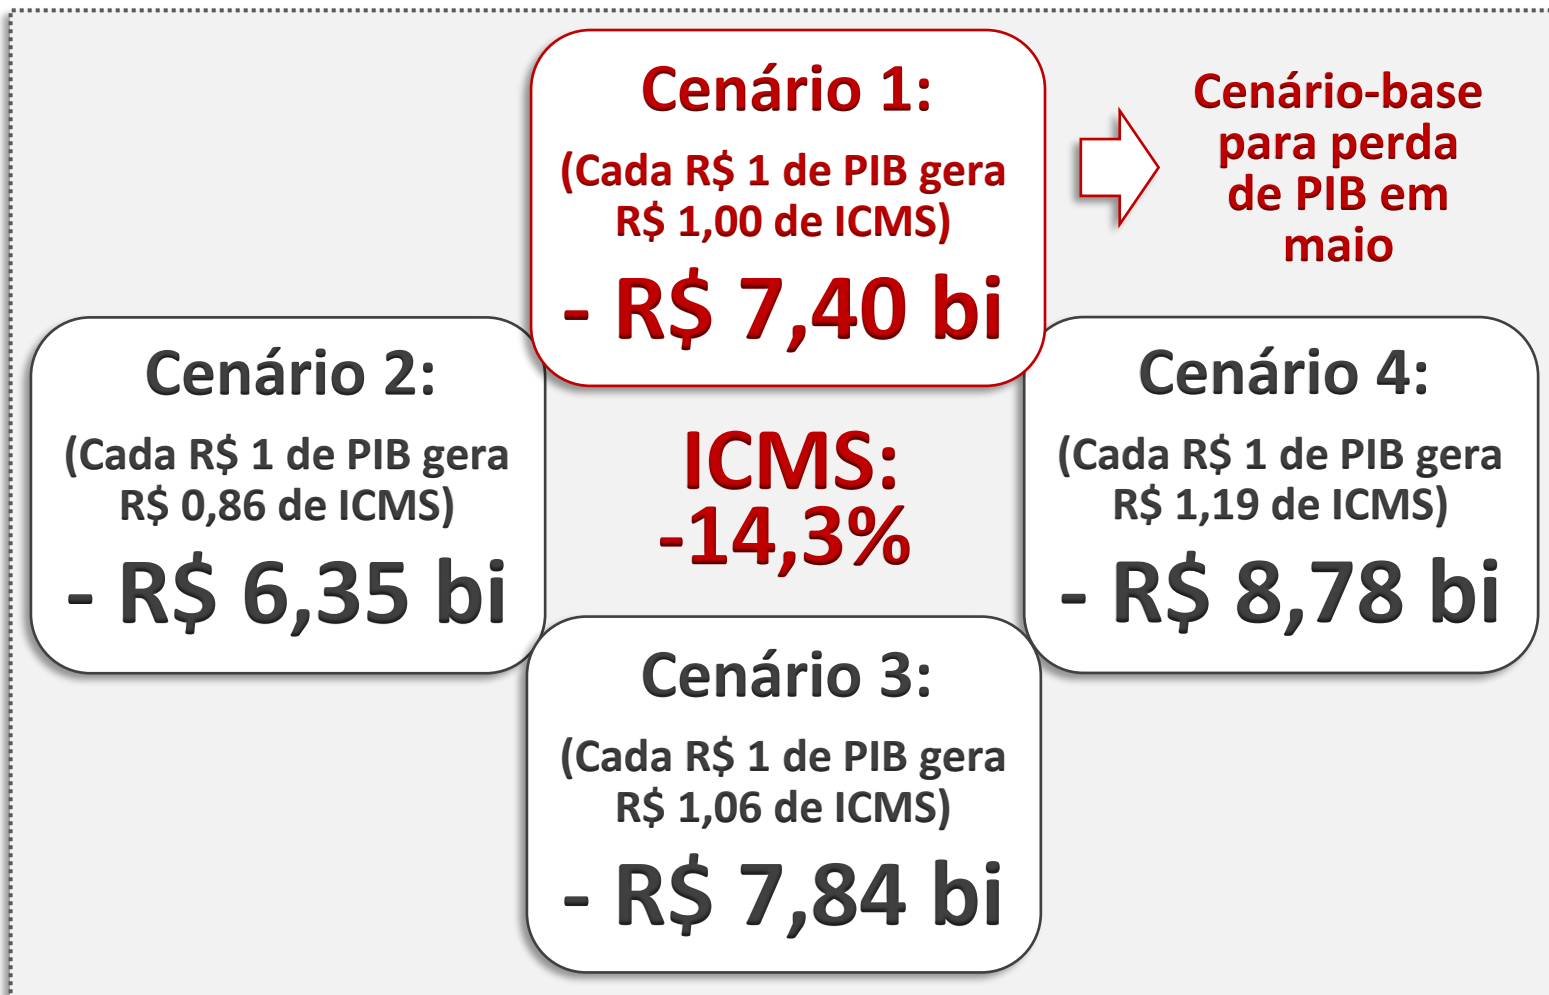 Cenário 1:
(Cada R$ 1 de PIB gera
R$ 1,00 de ICMS)
- R$ 7,40 bi
Cenário-base
para perda
de PIB em
maio
Cenário 2:
(Cada R$ 1 de PIB gera
R$ 0,86 de ICMS)
- R$ 6,35 bi
ICMS:
-14,3%
Cenário 4:
(Cada R$ 1 de PIB gera
R$ 1,19 de ICMS)
- R$ 8,78 bi
Cenário 3:
(Cada R$ 1 de PIB gera
R$ 1,06 de ICMS)
- R$ 7,84 bi